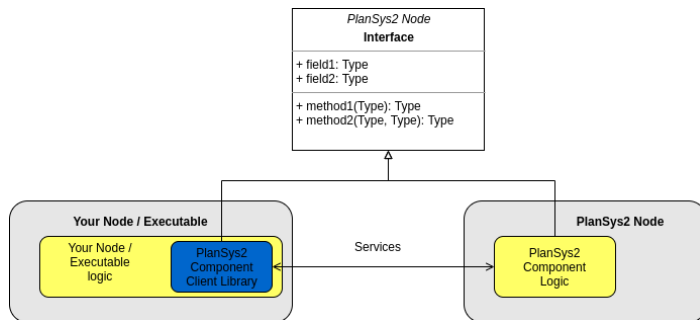 PlanSys2 Node
Interface
+ field1: Type
+ field2: Type
+ method1(Type): Type
+ method2(Type, Type): Type
Your Node / Executable
PlanSys2 Node
Your Node /
Executable
logic
PlanSys2
Component
Client Library
Services
PlanSys2
Component
Logic